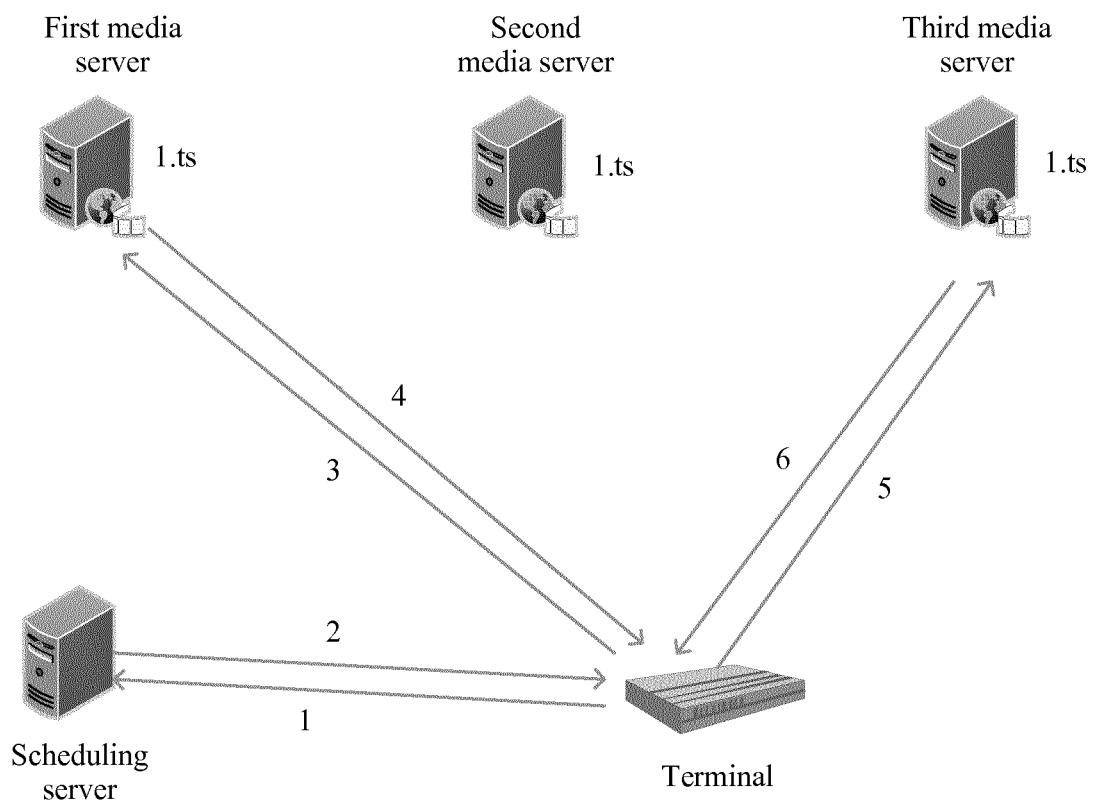 First media
server
Second
media server
Third media
server
1.ts
1.ts
1.ts
4
3
6
5
2
1
Scheduling
server
Terminal